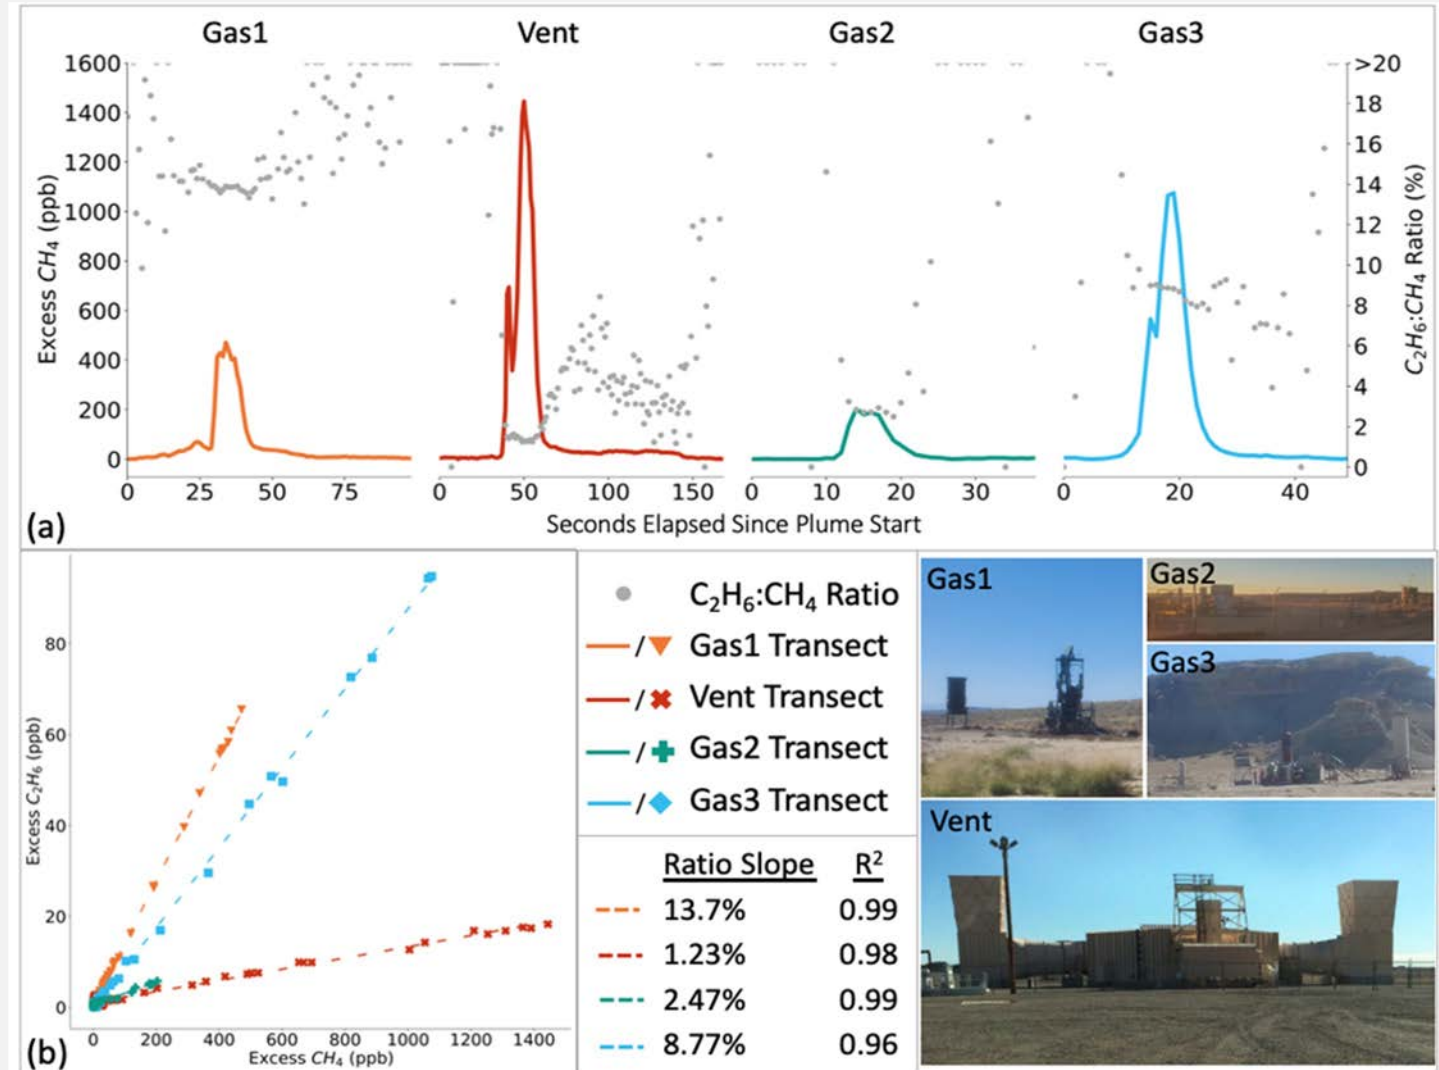 Gas1 Vent Gas2 Gas3
1600
1400
1200
1000
800
600
400
200
0
Excess CH₄ (ppb)
>20
18
16
14
12
10
8
6
4
2
0
C₂H₆:CH₄ Ratio (%)
0 25 50 75 0 50 100 150 0 10 20 30 0 20 40
Seconds Elapsed Since Plume Start
(a)
80
60
40
20
0
Excess C₂H₆ (ppb)
0 200 400 600 800 1000 1200 1400
Excess CH₄ (ppb)
(b)
C₂H₆:CH₄ Ratio
/ Gas1 Transect
/ Vent Transect
/ Gas2 Transect
/ Gas3 Transect
Ratio Slope R²
13.7% 0.99
1.23% 0.98
2.47% 0.99
8.77% 0.96
Gas1
Gas2
Gas3
Vent